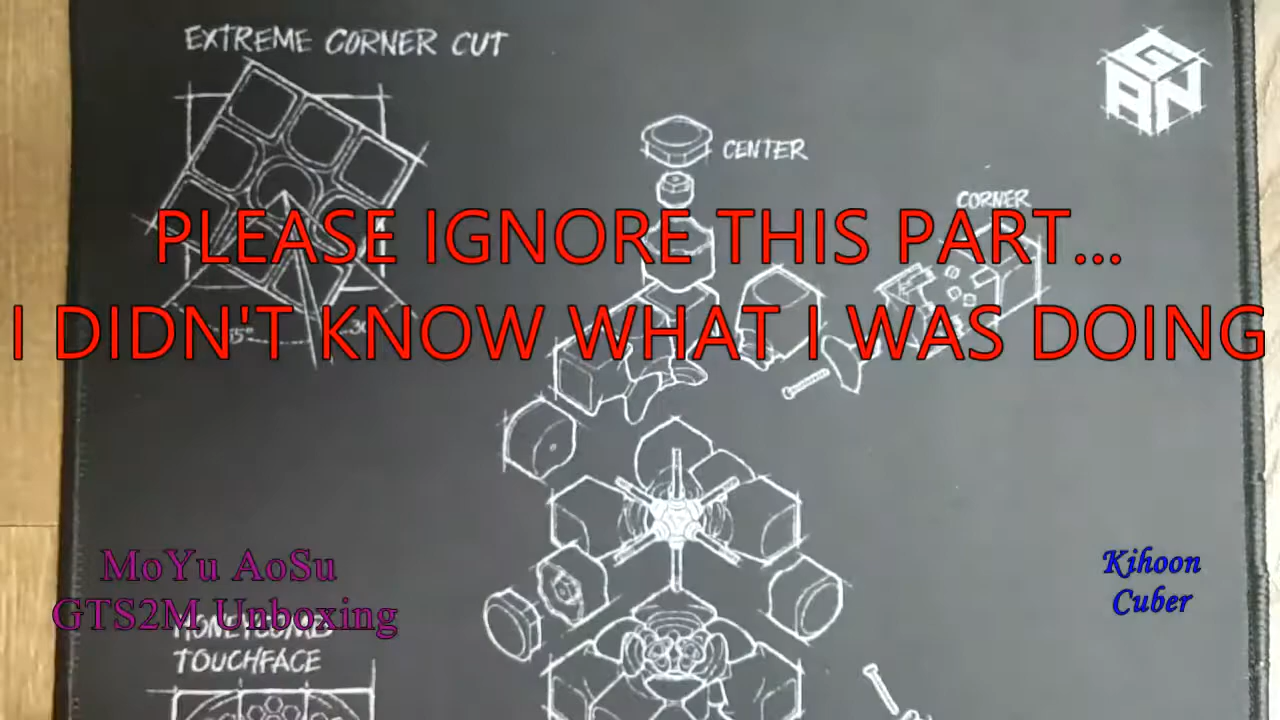 EXTREME CORNER CUT
GAN
CENTER
CORNER
PLEASE IGNORE THIS PART...
I DIDN'T KNOW WHAT I WAS DOING
MoYu AoSu
GTS2M Unboxing
Kihoon
Cuber
HONEYCOMB
TOUCHFACE